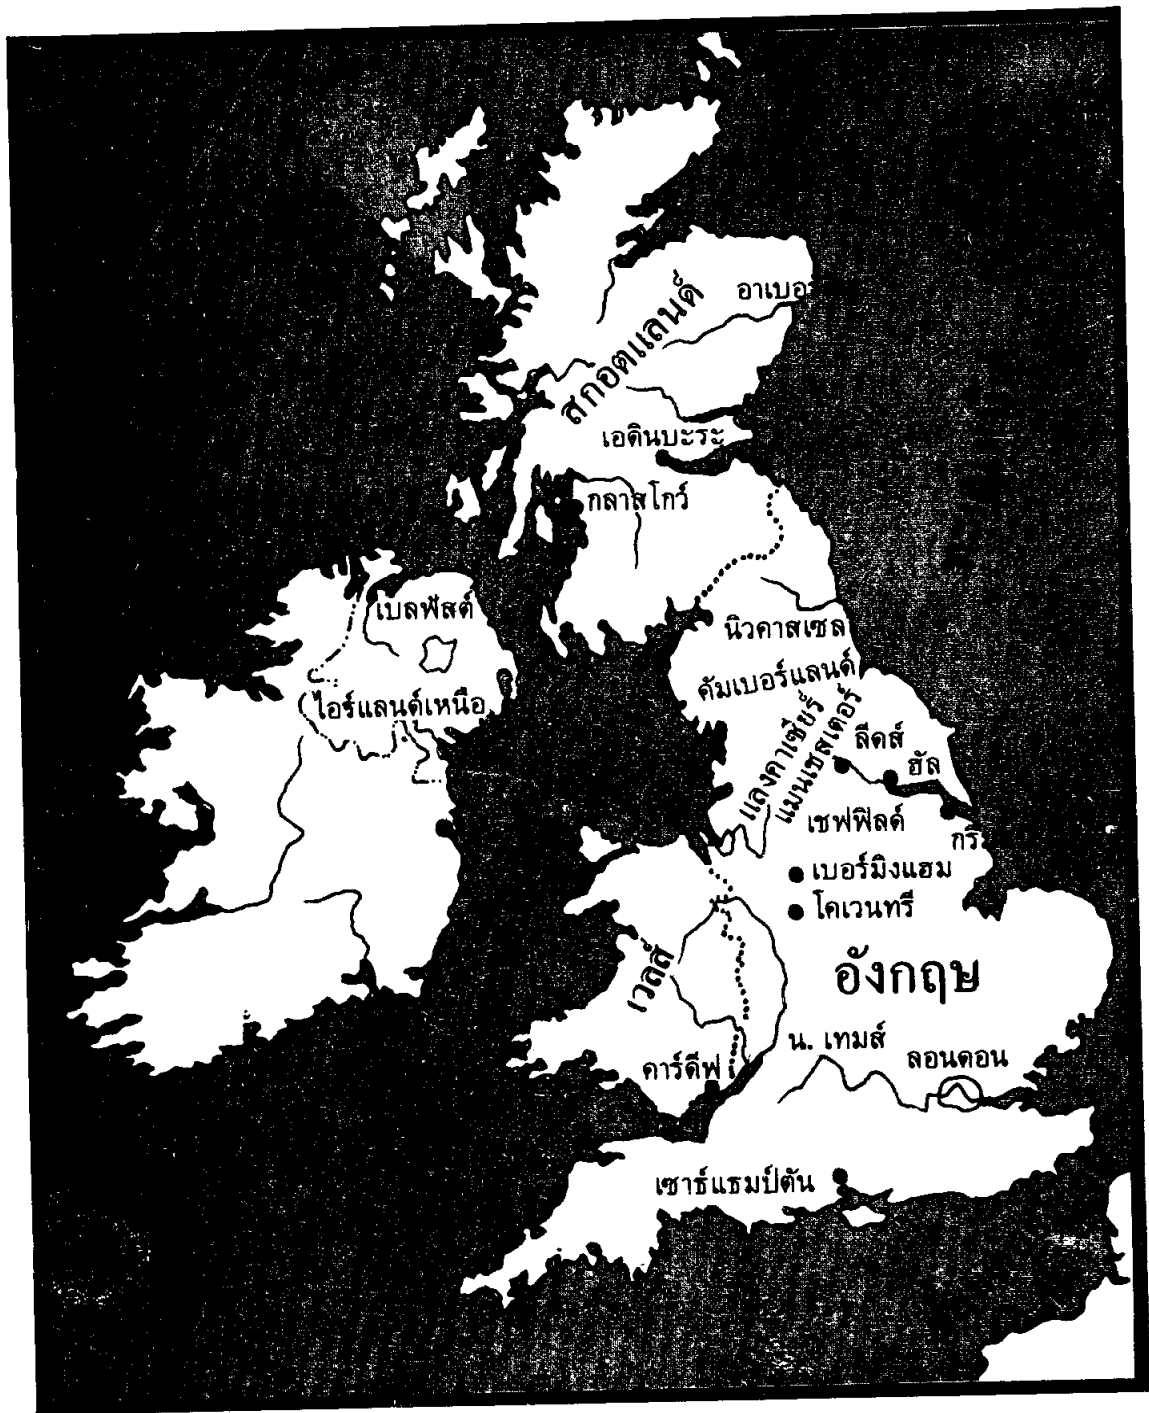 อาเบอร
สกอตแลนด์
เอดินบะระ
กลาสโกว์
เบลฟัสต์
นิวคาสเซล
คัมเบอร์แลนด์
ไอร์แลนด์เหนือ
แลงคาเชียร์
แมนเชสเตอร์
ลีดส์
ฮัล
เชฟฟิลด์
กริ
เบอร์มิงแฮม
โคเวนทรี
เวลส์
อังกฤษ
น. เทมส์
ลอนดอน
คาร์ดีฟ
เซาธ์แธมป์ตัน